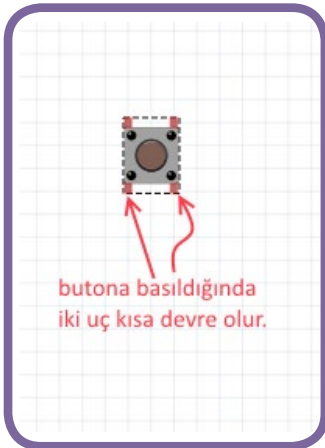 butona basıldığında
iki uç kısa devre olur.